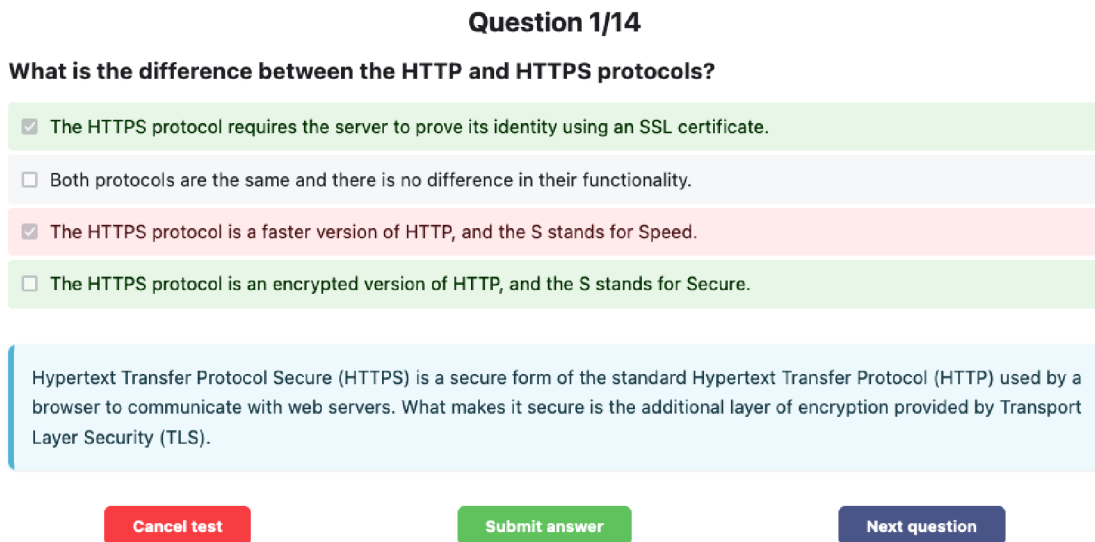 Question 1/14
What is the difference between the HTTP and HTTPS protocols?
The HTTPS protocol requires the server to prove its identity using an SSL certificate.
Both protocols are the same and there is no difference in their functionality.
The HTTPS protocol is a faster version of HTTP, and the S stands for Speed.
The HTTPS protocol is an encrypted version of HTTP, and the S stands for Secure.
Hypertext Transfer Protocol Secure (HTTPS) is a secure form of the standard Hypertext Transfer Protocol (HTTP) used by a
browser to communicate with web servers. What makes it secure is the additional layer of encryption provided by Transport
Layer Security (TLS).
Cancel test
Submit answer
Next question